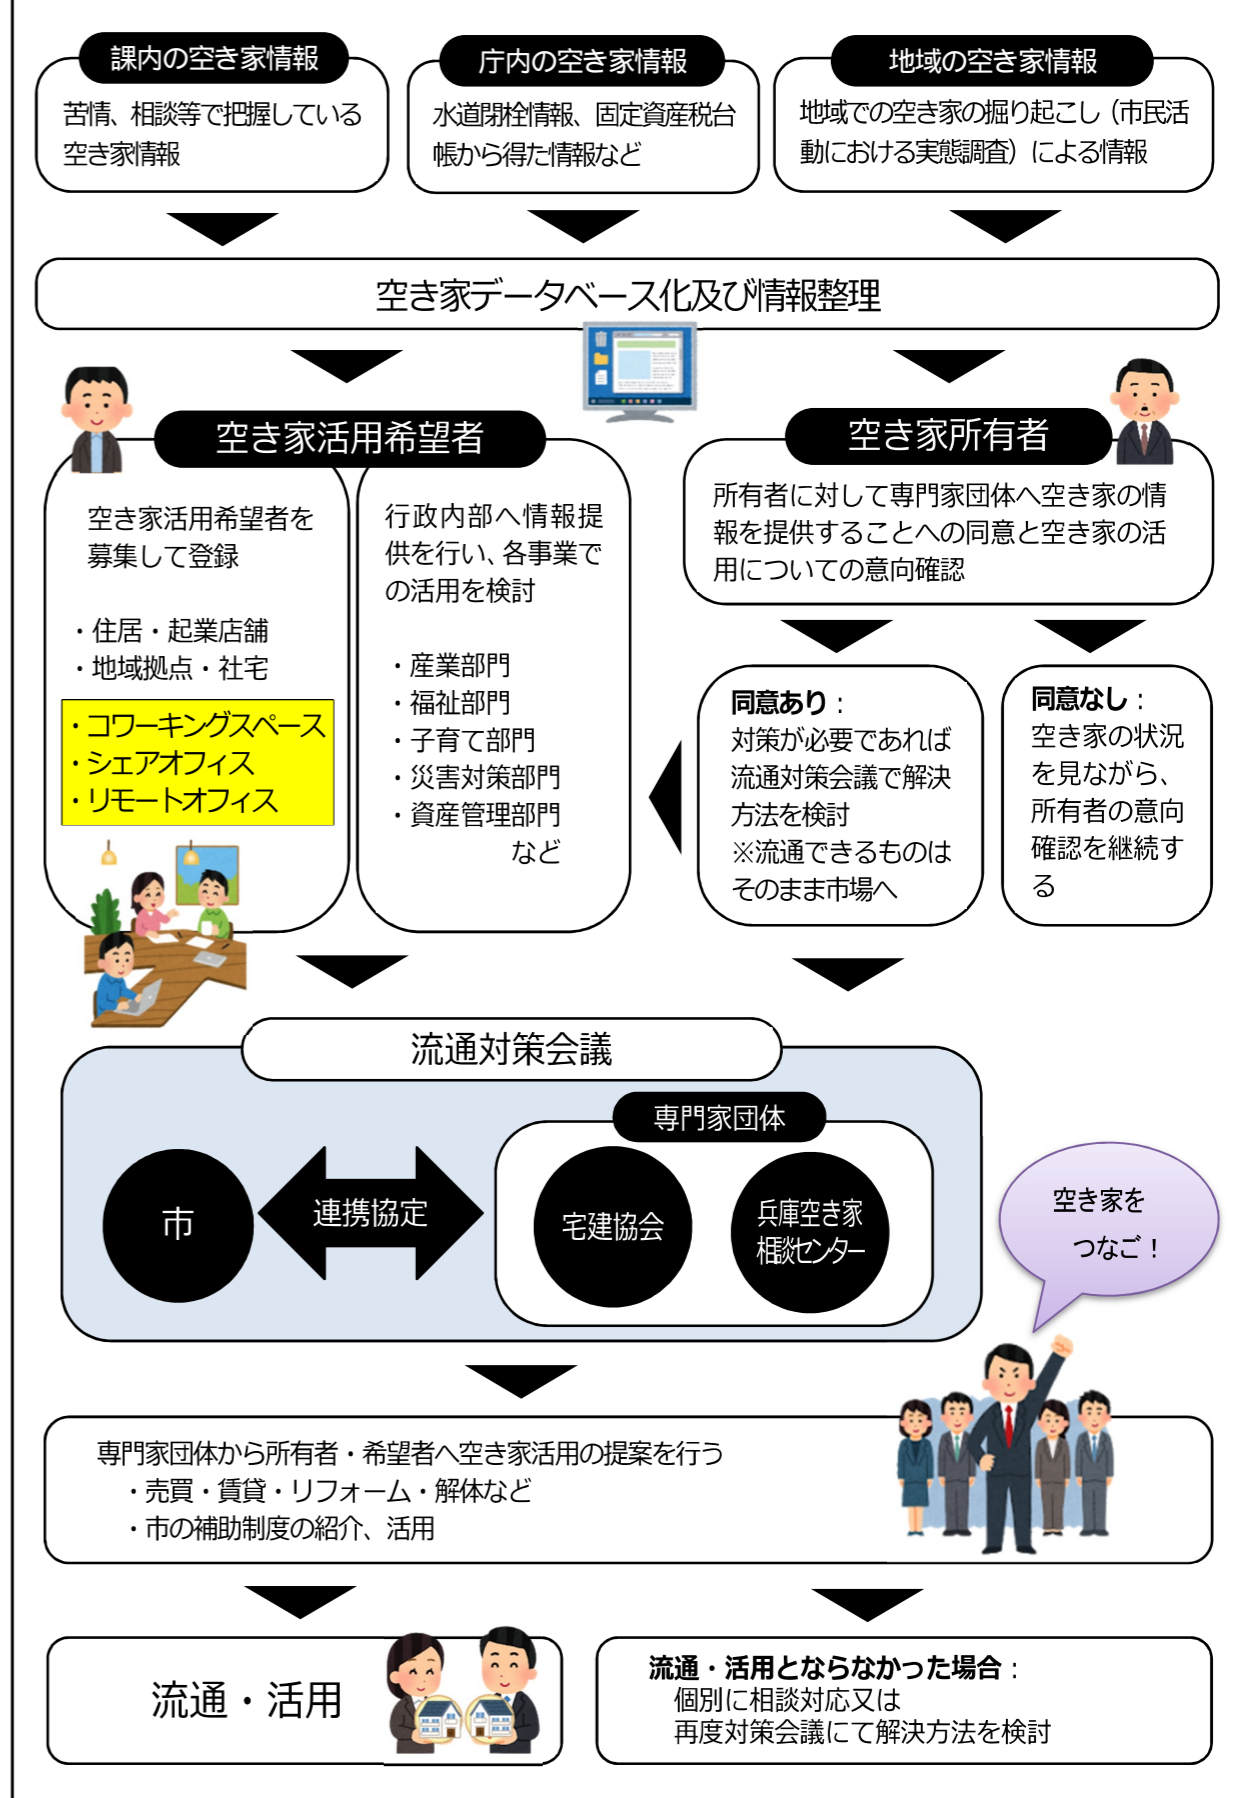 課内の空き家情報
苦情、相談等で把握している
空き家情報
庁内の空き家情報
水道閉栓情報、固定資産税台
帳から得た情報など
地域の空き家情報
地域での空き家の掘り起こし（市民活
動における実態調査）による情報
空き家データベース化及び情報整理
空き家活用希望者
空き家活用希望者を
募集して登録
・住居・起業店舗
・地域拠点・社宅
・コワーキングスペース
・シェアオフィス
・リモートオフィス
行政内部へ情報提
供を行い、各事業で
の活用を検討
・産業部門
・福祉部門
・子育て部門
・災害対策部門
・資産管理部門
など
空き家所有者
所有者に対して専門家団体へ空き家の情
報を提供することへの同意と空き家の活
用についての意向確認
同意あり：
対策が必要であれば
流通対策会議で解決
方法を検討
※流通できるものは
そのまま市場へ
同意なし：
空き家の状況
を見ながら、
所有者の意向
確認を継続す
る
流通対策会議
市
連携協定
専門家団体
宅建協会
兵庫空き家
相談センター
空き家を
つなご！
専門家団体から所有者・希望者へ空き家活用の提案を行う
・売買・賃貸・リフォーム・解体など
・市の補助制度の紹介、活用
流通・活用
流通・活用とならなかった場合：
個別に相談対応又は
再度対策会議にて解決方法を検討